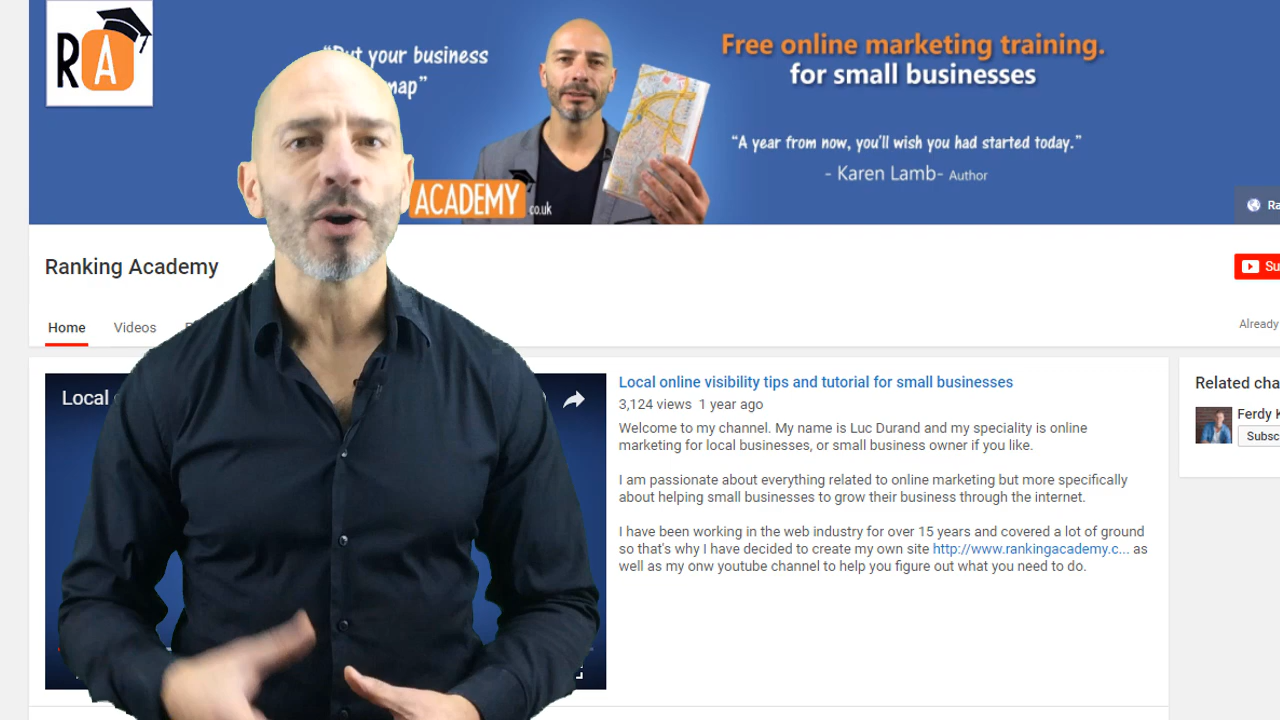 RA
"Put your business
map"
Free online marketing training.
for small businesses
"A year from now, you'll wish you had started today."
- Karen Lamb- Author
ACADEMY.co.uk
Ra
Ranking Academy
Su
Home Videos
Already
Local
Local online visibility tips and tutorial for small businesses
3,124 views 1 year ago
Welcome to my channel. My name is Luc Durand and my speciality is online
marketing for local businesses, or small business owner if you like.
I am passionate about everything related to online marketing but more specifically
about helping small businesses to grow their business through the internet.
I have been working in the web industry for over 15 years and covered a lot of ground
so that's why I have decided to create my own site http://www.rankingacademy.c... as
well as my onw youtube channel to help you figure out what you need to do.
Related cha
Ferdy K
Subsc